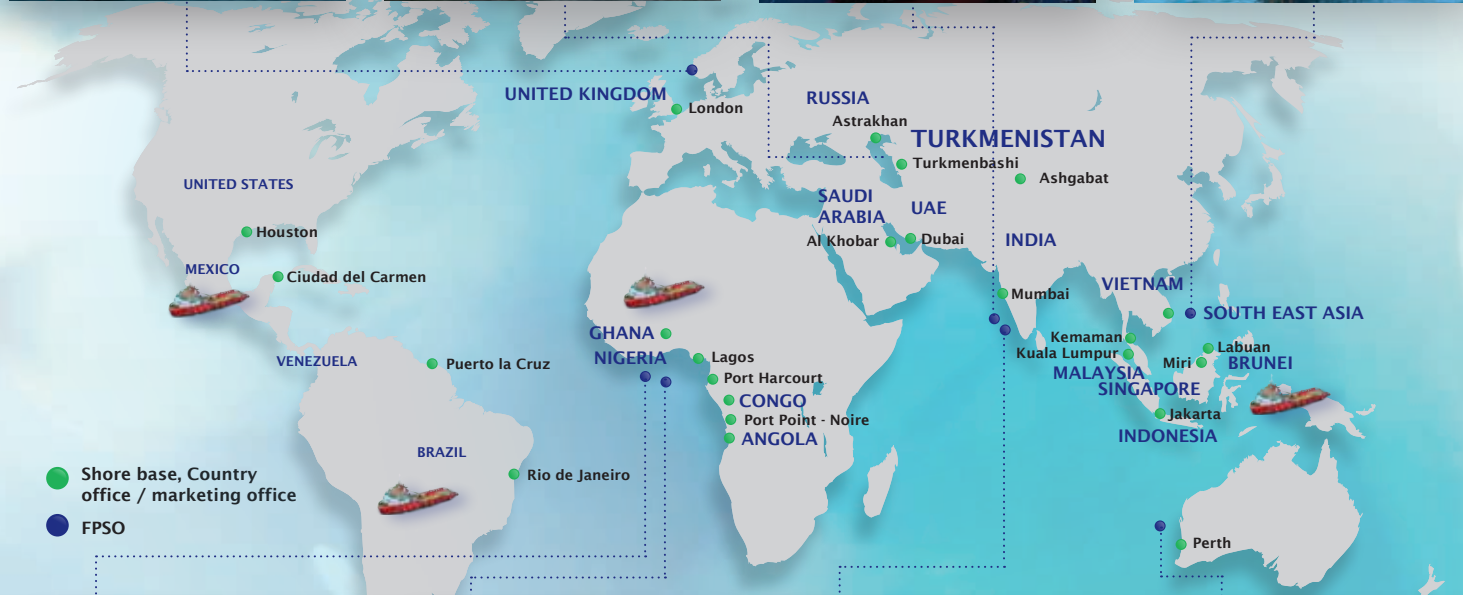 UNITED KINGDOM
London
RUSSIA
Astrakhan
TURKMENISTAN
Turkmenbashi
Ashgabat
UNITED STATES
Houston
SAUDI
ARABIA
UAE
Al Khobar
Dubai
INDIA
MEXICO
Ciudad del Carmen
Mumbai
VIETNAM
SOUTH EAST ASIA
GHANA
NIGERIA
Lagos
Kemaman
Kuala Lumpur
Labuan
Miri
BRUNEI
MALAYSIA
SINGAPORE
VENEZUELA
Puerto la Cruz
Port Harcourt
CONGO
Port Point - Noire
ANGOLA
Jakarta
INDONESIA
BRAZIL
Rio de Janeiro
Shore base, Country
office / marketing office
FPSO
Perth